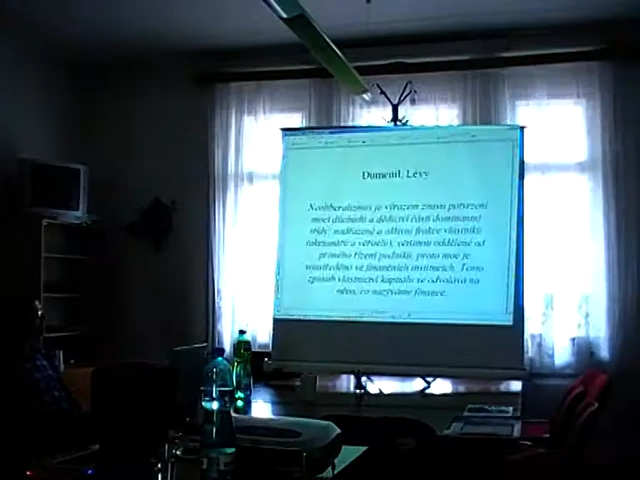 Dumenil, Lévy
Neoliberalismus je výrazem znovu potvrzení
moci důchodů a dědictví části dominantní
třídy: nadřazené a aktivní frakce vlastníků
(akcionáře a věřitelé), většinou oddělené od
přímého řízení podniků, proto moc je
soustředěna ve finančních institucích. Tento
způsob vlastnictví kapitálu se odvolává na
něco, co nazýváme finance.